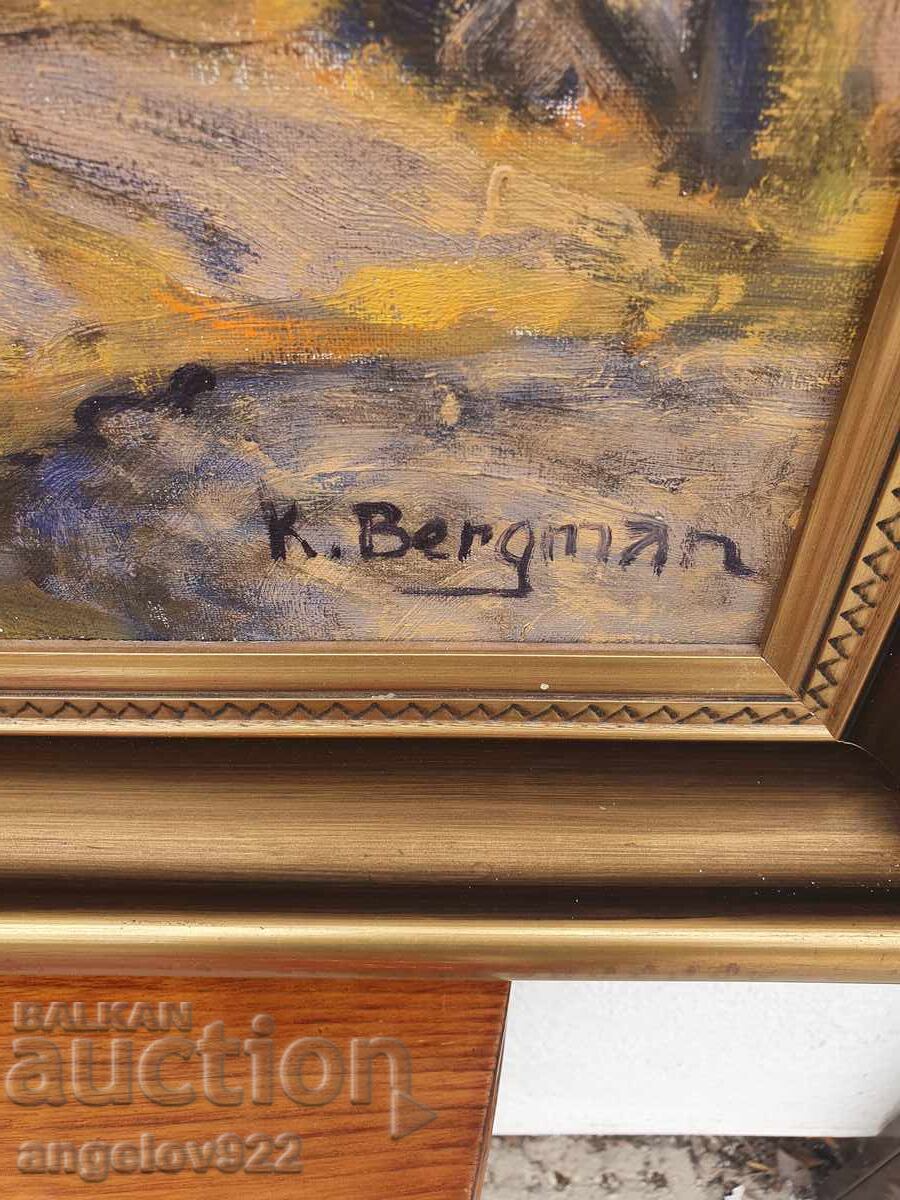 K. Bergman
BALKAN
auction
angelov922